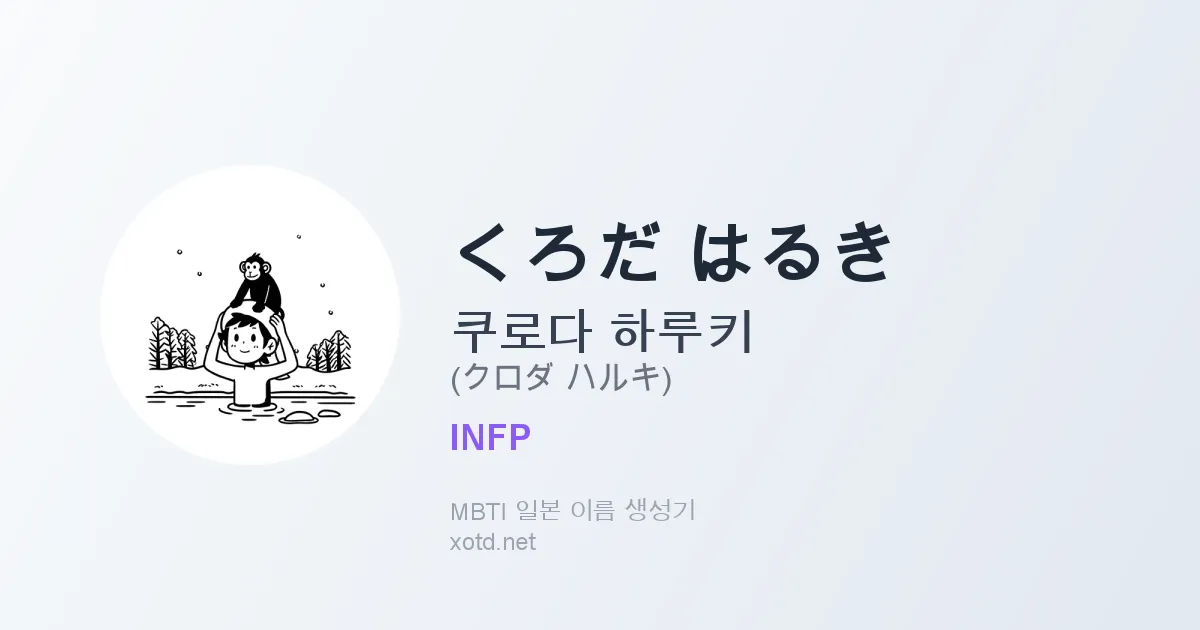 くろだ はるき
쿠로다 하루키
(クロダ ハルキ)
INFP
MBTI 일본 이름 생성기
xotd.net